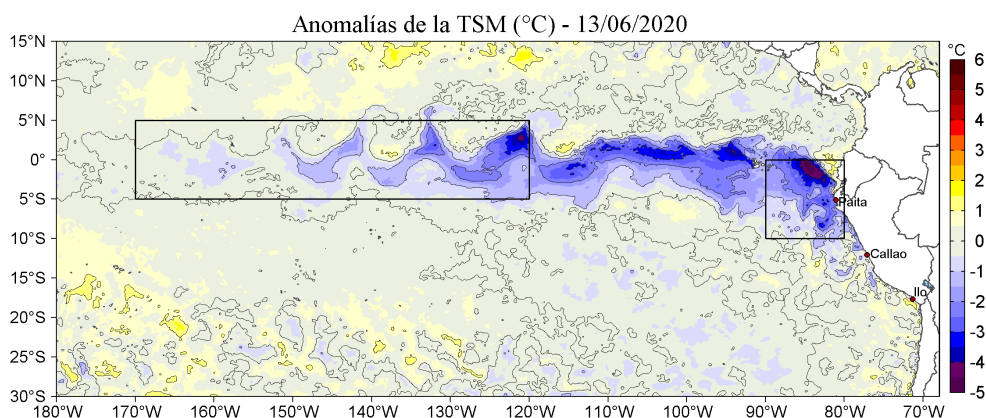 Anomalías de la TSM (°C) - 13/06/2020
15°N
10°N
5°N
0°
5°S
10°S
15°S
20°S
25°S
30°S
180°W
170°W
160°W
150°W
140°W
130°W
120°W
110°W
100°W
90°W
80°W
70°W
Paita
Callao
Ilo
°C
6
5
4
3
2
1
0
-1
-2
-3
-4
-5